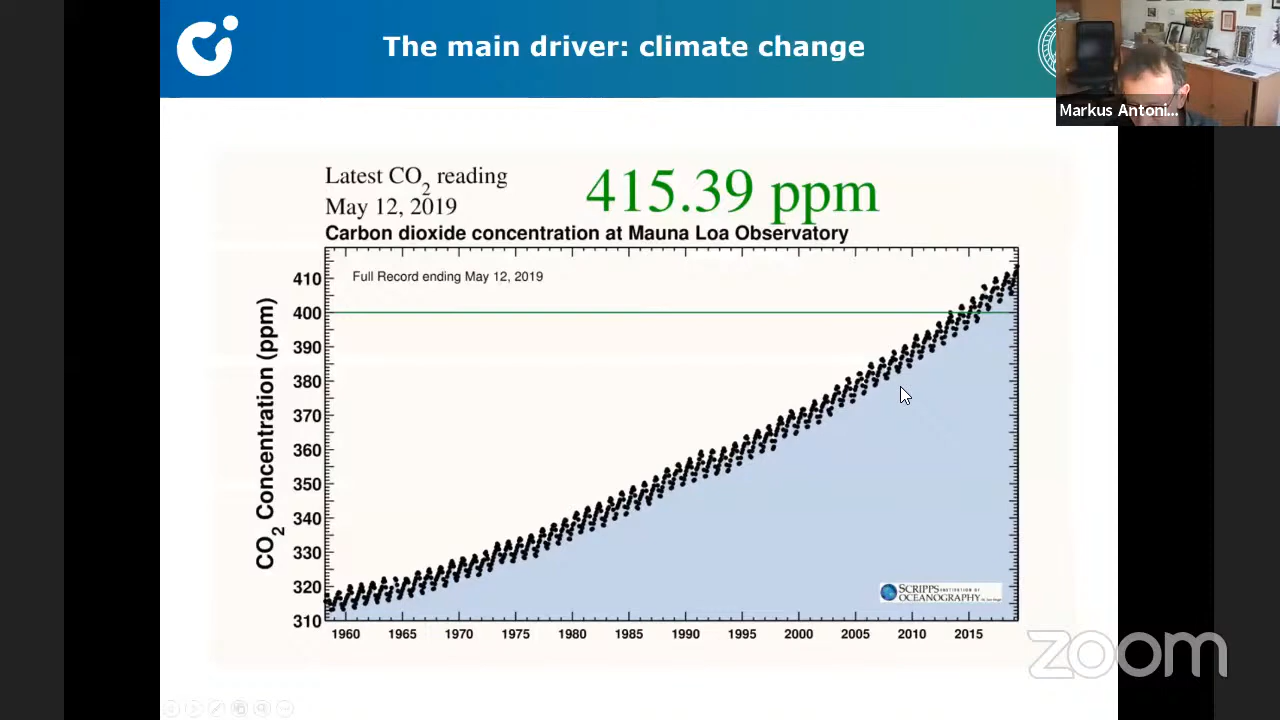 The main driver: climate change
Markus Antoni...
Latest CO2 reading
May 12, 2019
415.39 ppm
Carbon dioxide concentration at Mauna Loa Observatory
Full Record ending May 12, 2019
CO2 Concentration (ppm)
410
400
390
380
370
360
350
340
330
320
310
1960 1965 1970 1975 1980 1985 1990 1995 2000 2005 2010 2015
SCRIPPS INSTITUTION OF
OCEANOGRAPHY
zoom